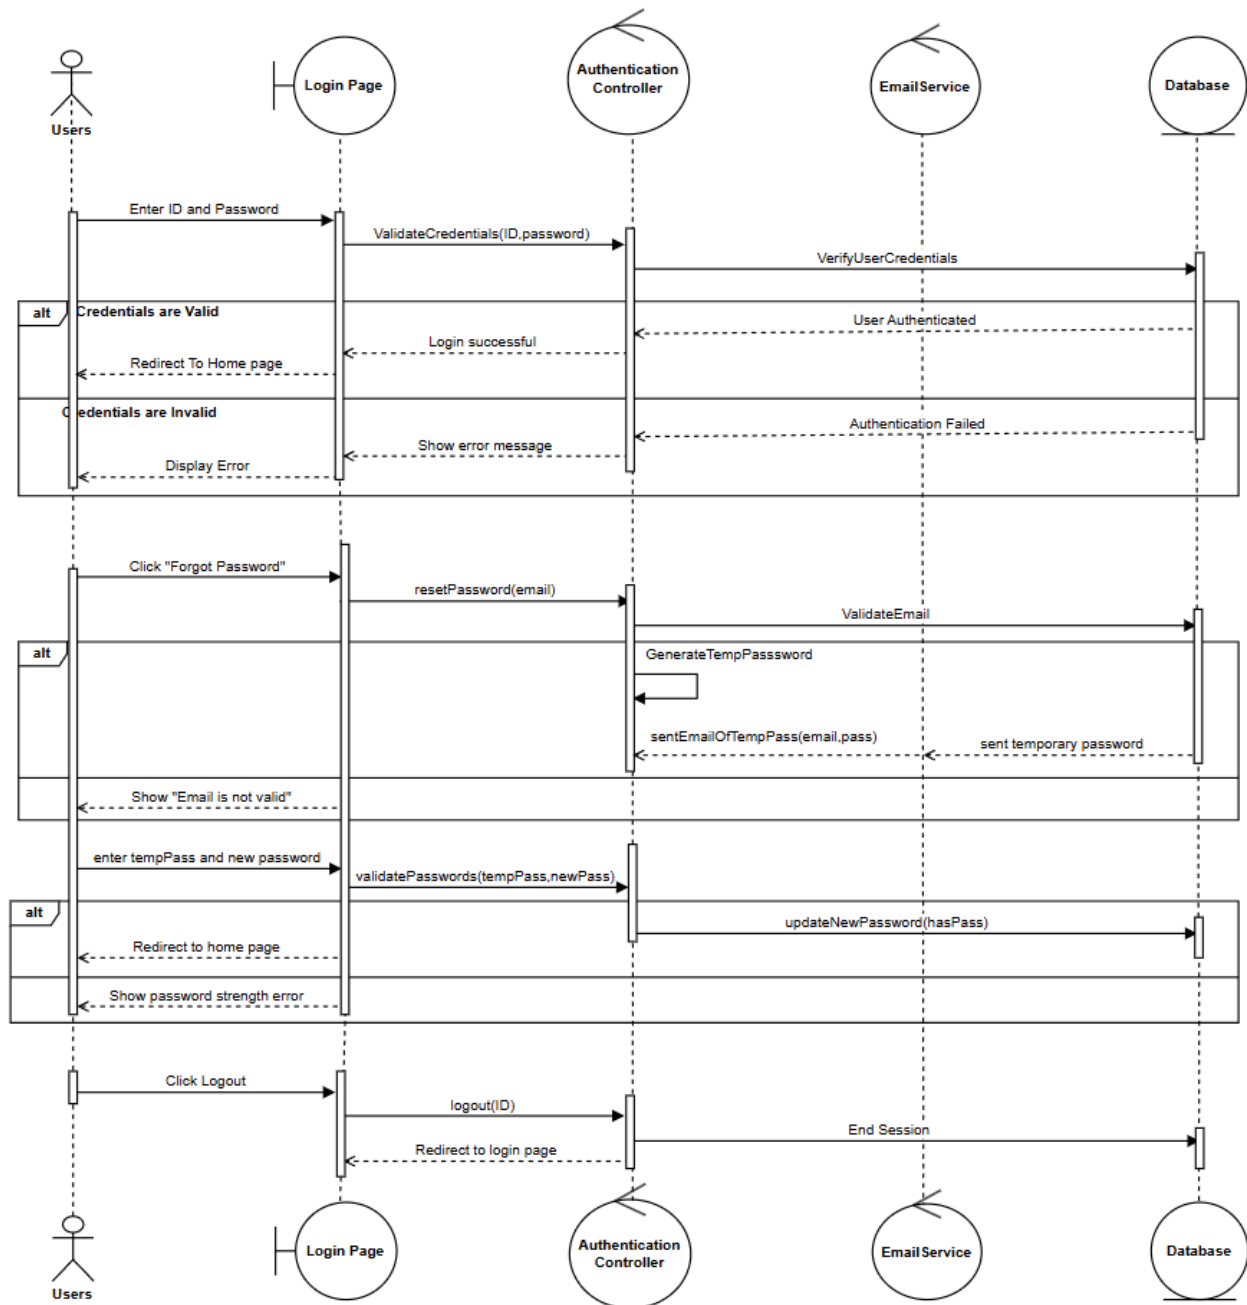 Users
Login Page
Authentication
Controller
EmailService
Database
Enter ID and Password
ValidateCredentials(ID,password)
VerifyUserCredentials
alt
Credentials are Valid
User Authenticated
Login successful
Redirect To Home page
Credentials are Invalid
Authentication Failed
Show error message
Display Error
Click "Forgot Password"
resetPassword(email)
ValidateEmail
alt
GenerateTempPasssword
sentEmailOfTempPass(email,pass)
sent temporary password
Show "Email is not valid"
enter tempPass and new password
validatePasswords(tempPass,newPass)
alt
updateNewPassword(hasPass)
Redirect to home page
Show password strength error
Click Logout
logout(ID)
End Session
Redirect to login page
Users
Login Page
Authentication
Controller
EmailService
Database